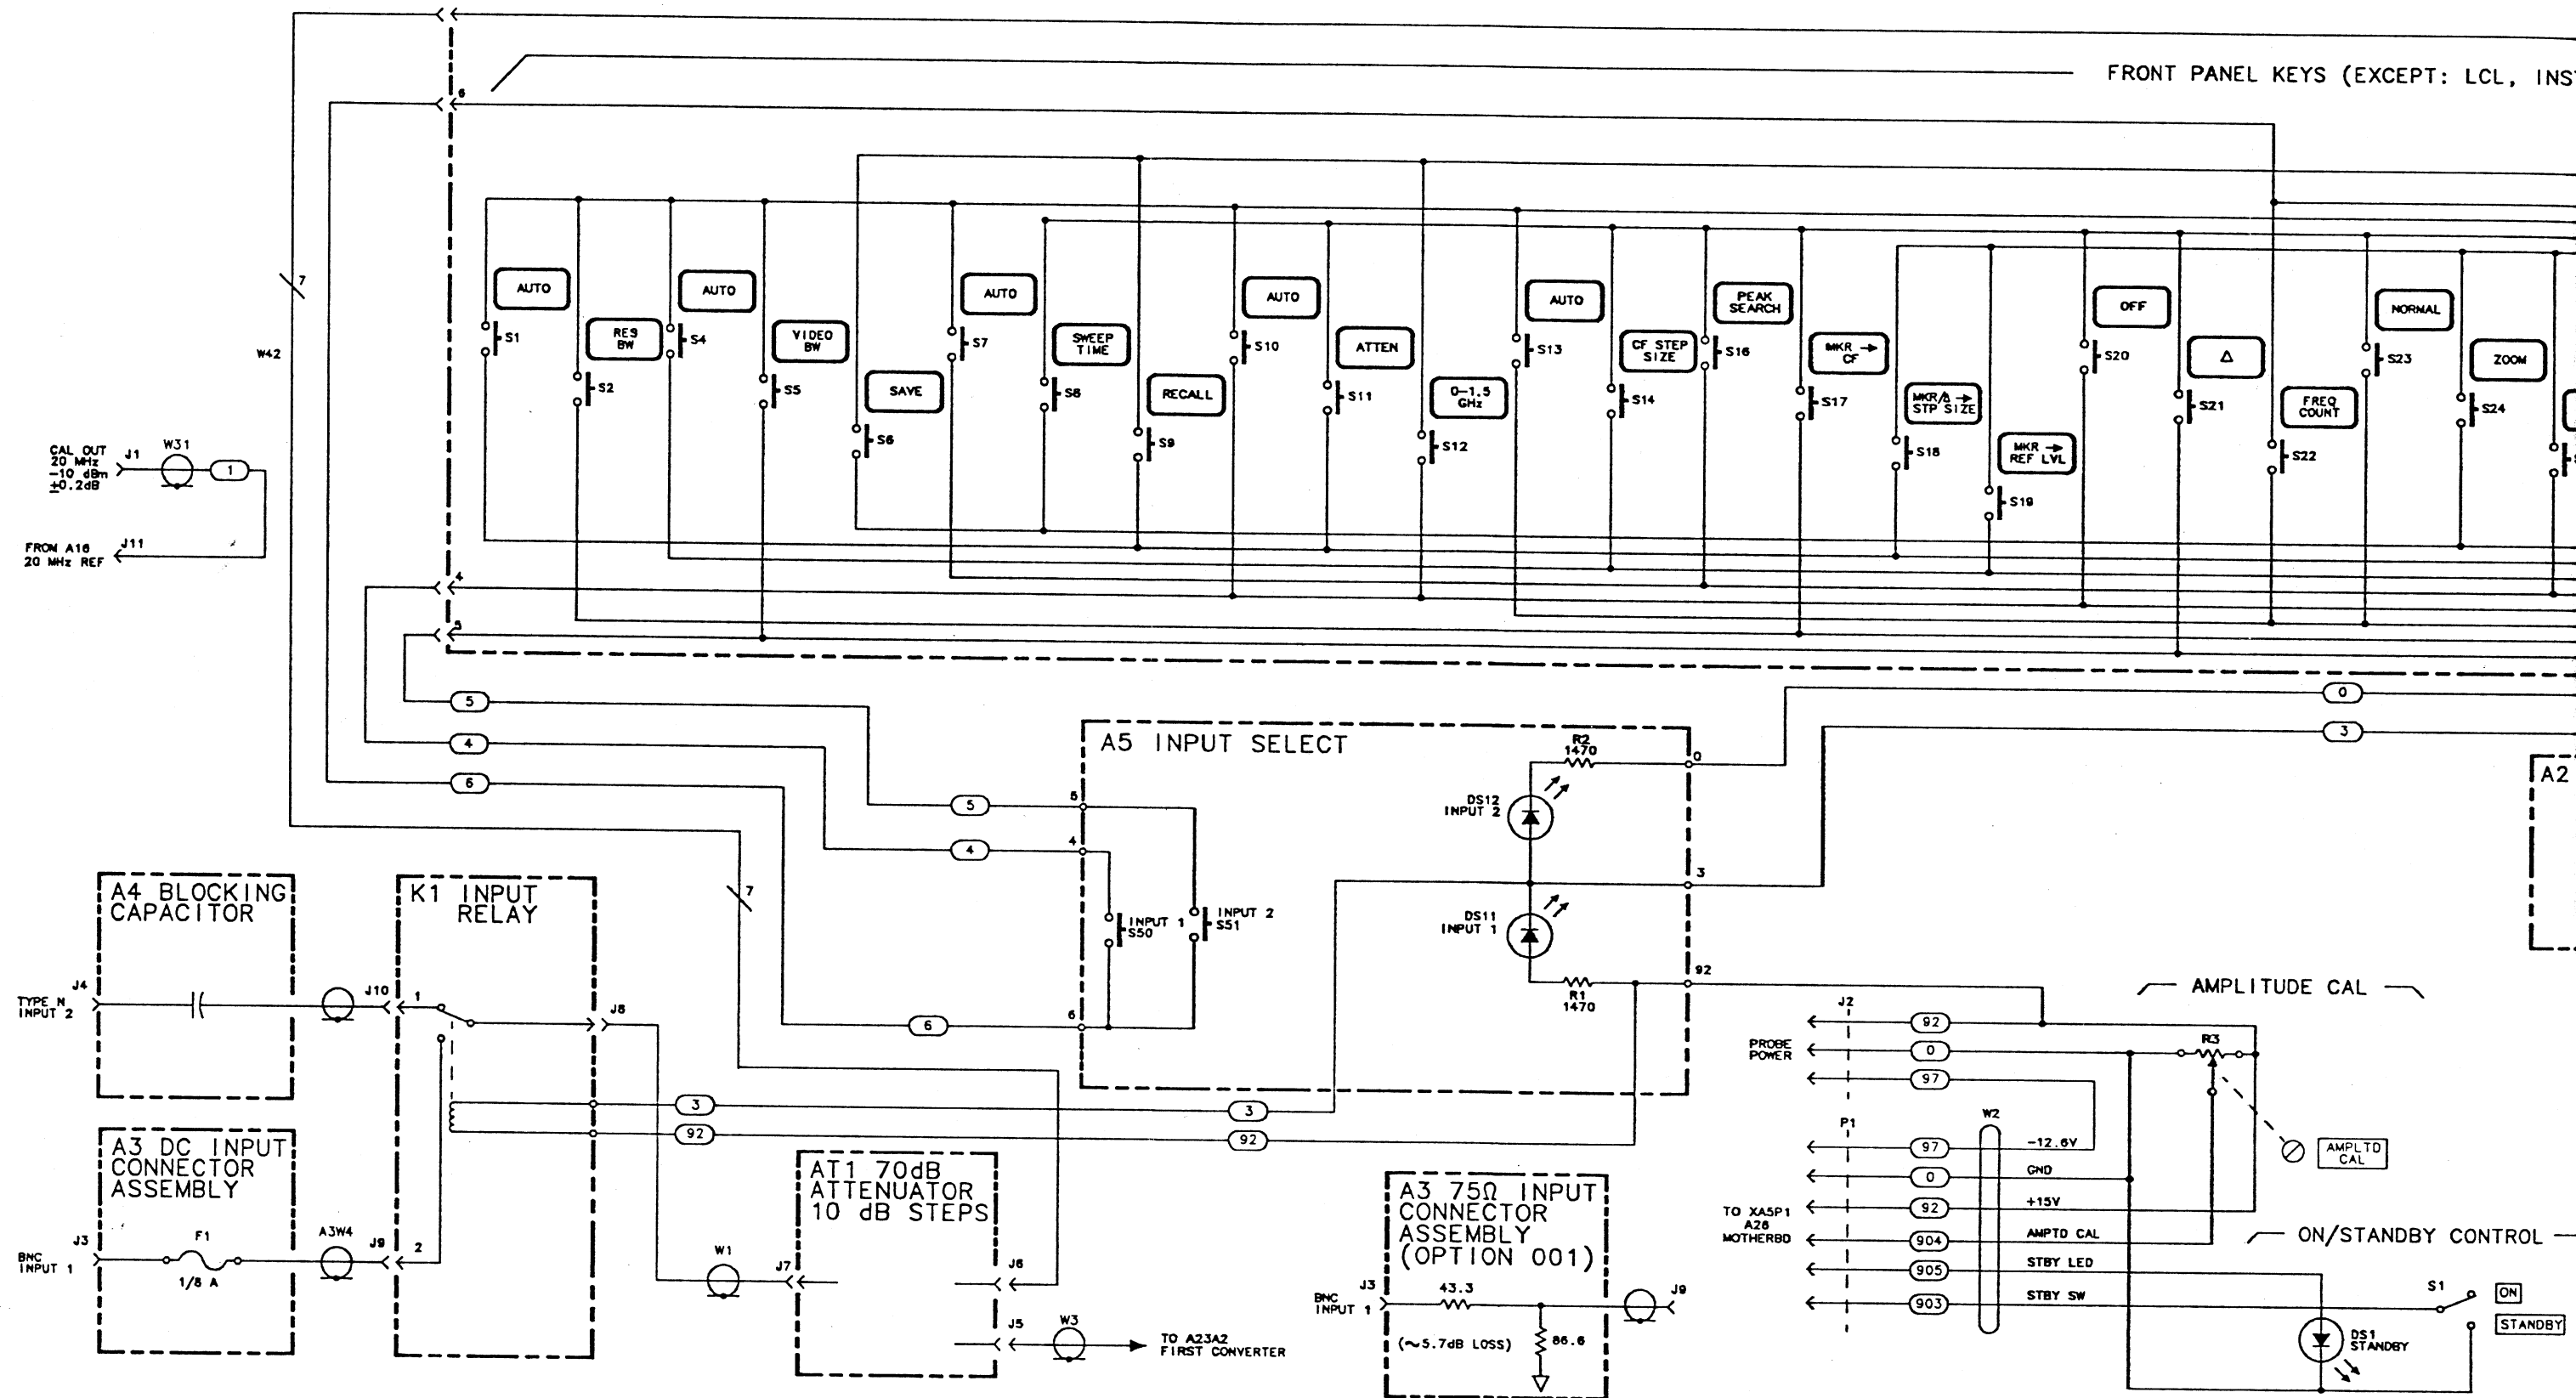 FRONT PANEL KEYS (EXCEPT: LCL, INS
6
7
W42
AUTO
S1
RES
BW
S2
AUTO
S4
VIDEO
BW
S5
SAVE
S6
AUTO
S7
SWEEP
TIME
S8
RECALL
S9
AUTO
S10
ATTEN
S11
0-1.5
GHz
S12
AUTO
S13
CF STEP
SIZE
S14
PEAK
SEARCH
S16
MKR →
CF
S17
MKR/Δ →
STP SIZE
S18
MKR →
REF LVL
S19
OFF
S20
Δ
S21
FREQ
COUNT
S22
NORMAL
S23
ZOOM
S24
CAL OUT
20 MHz
-10 dBm
±0.2dB
J1
W31
1
FROM A16
20 MHz REF
J11
4
5
5
4
6
0
3
A5 INPUT SELECT
R2
1470
0
DS12
INPUT 2
5
5
4
4
3
INPUT 1
S50
INPUT 2
S51
DS11
INPUT 1
92
R1
1470
6
6
A2
7
A4 BLOCKING
CAPACITOR
K1 INPUT
RELAY
J4
TYPE N
INPUT 2
J10
1
J8
3
3
92
92
A3 DC INPUT
CONNECTOR
ASSEMBLY
J3
BNC
INPUT 1
F1
1/8 A
A3W4
J9
2
W1
J7
AT1 70dB
ATTENUATOR
10 dB STEPS
J6
J5
W3
TO A23A2
FIRST CONVERTER
A3 75Ω INPUT
CONNECTOR
ASSEMBLY
(OPTION 001)
J3
BNC
INPUT 1
43.3
(~5.7dB LOSS)
86.6
J9
AMPLITUDE CAL
J2
92
PROBE
POWER
0
97
R3
AMPLTD
CAL
P1
W2
97
-12.6V
0
GND
92
+15V
TO XA5P1
A26
MOTHERBD
904
AMPTD CAL
905
STBY LED
903
STBY SW
ON/STANDBY CONTROL
S1
ON
STANDBY
DS1
STANDBY